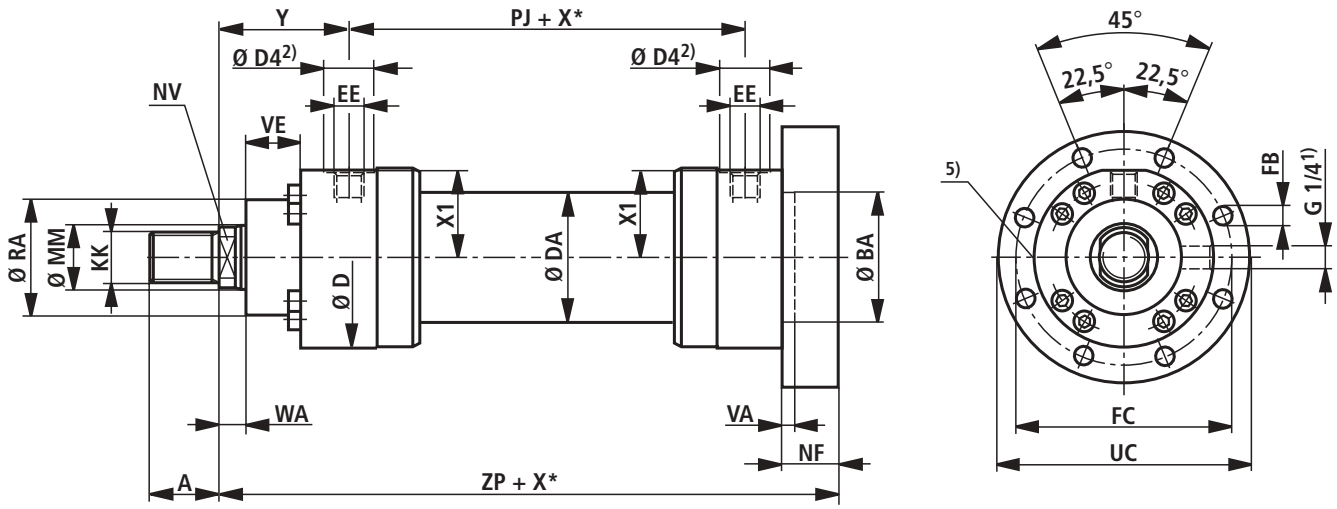 Y
PJ + X*
45°
Ø D4²⁾
Ø D4²⁾
22,5°
22,5°
NV
EE
EE
VE
5)
FB
G 1/4¹⁾
Ø RA
Ø MM
KK
Ø D
X1
Ø DA
X1
Ø BA
WA
VA
FC
NF
UC
A
ZP + X*